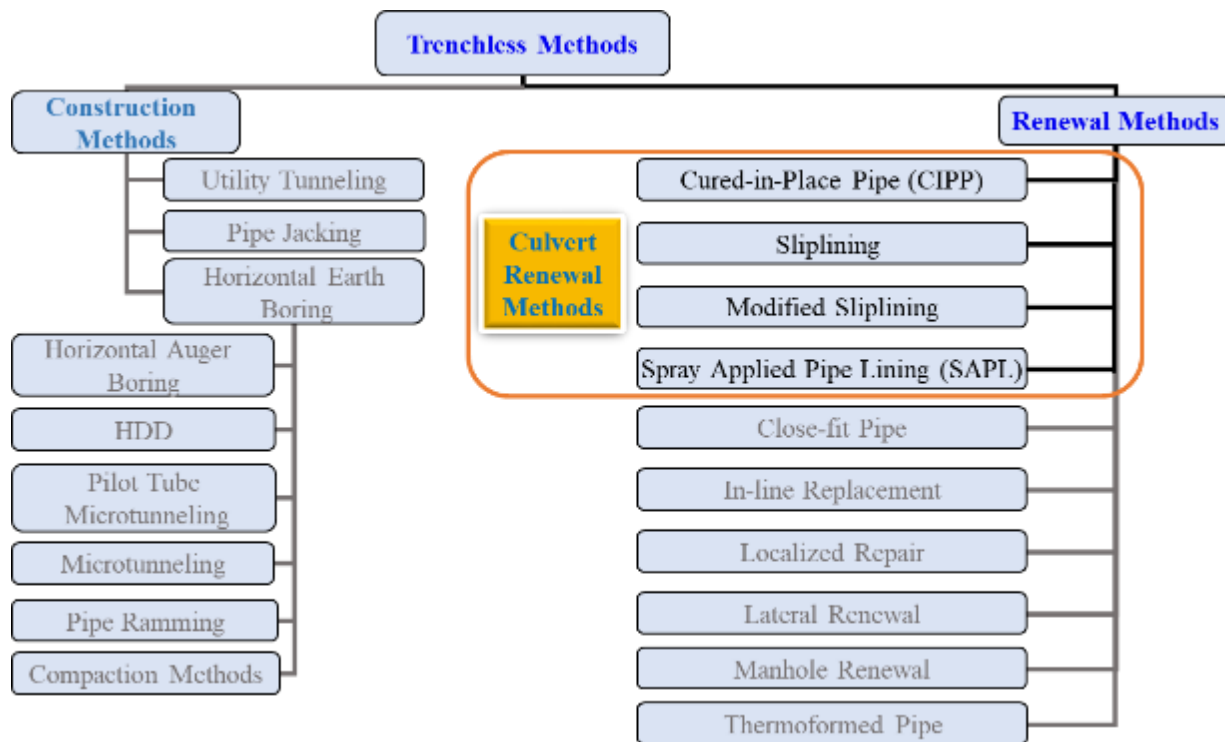 Trenchless Methods
Construction
Methods
Utility Tunneling
Pipe Jacking
Horizontal Earth
Boring
Horizontal Auger
Boring
HDD
Pilot Tube
Microtunneling
Microtunneling
Pipe Ramming
Compaction Methods
Renewal Methods
Culvert
Renewal
Methods
Cured-in-Place Pipe (CIPP)
Sliplining
Modified Sliplining
Spray Applied Pipe Lining (SAPL)
Close-fit Pipe
In-line Replacement
Localized Repair
Lateral Renewal
Manhole Renewal
Thermoformed Pipe